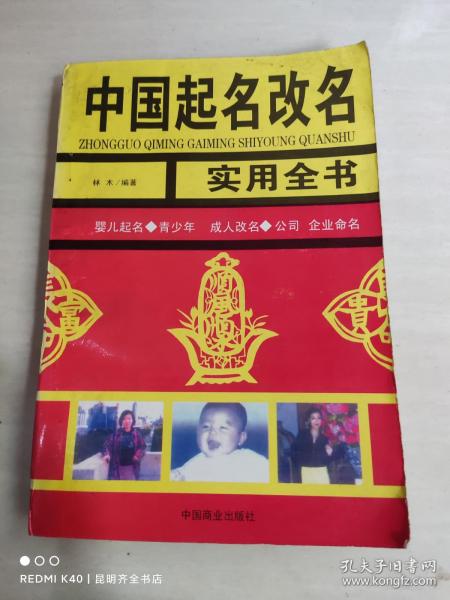 中国起名改名
ZHONGGUO QIMING GAIMING SHIYONG QUANSHU
林 木/编著
实用全书
婴儿起名◆青少年 成人改名◆公司 企业命名
富
貴
中国商业出版社
REDMI K40 | 昆明齐全书店
孔夫子旧书网
www.kongfz.com